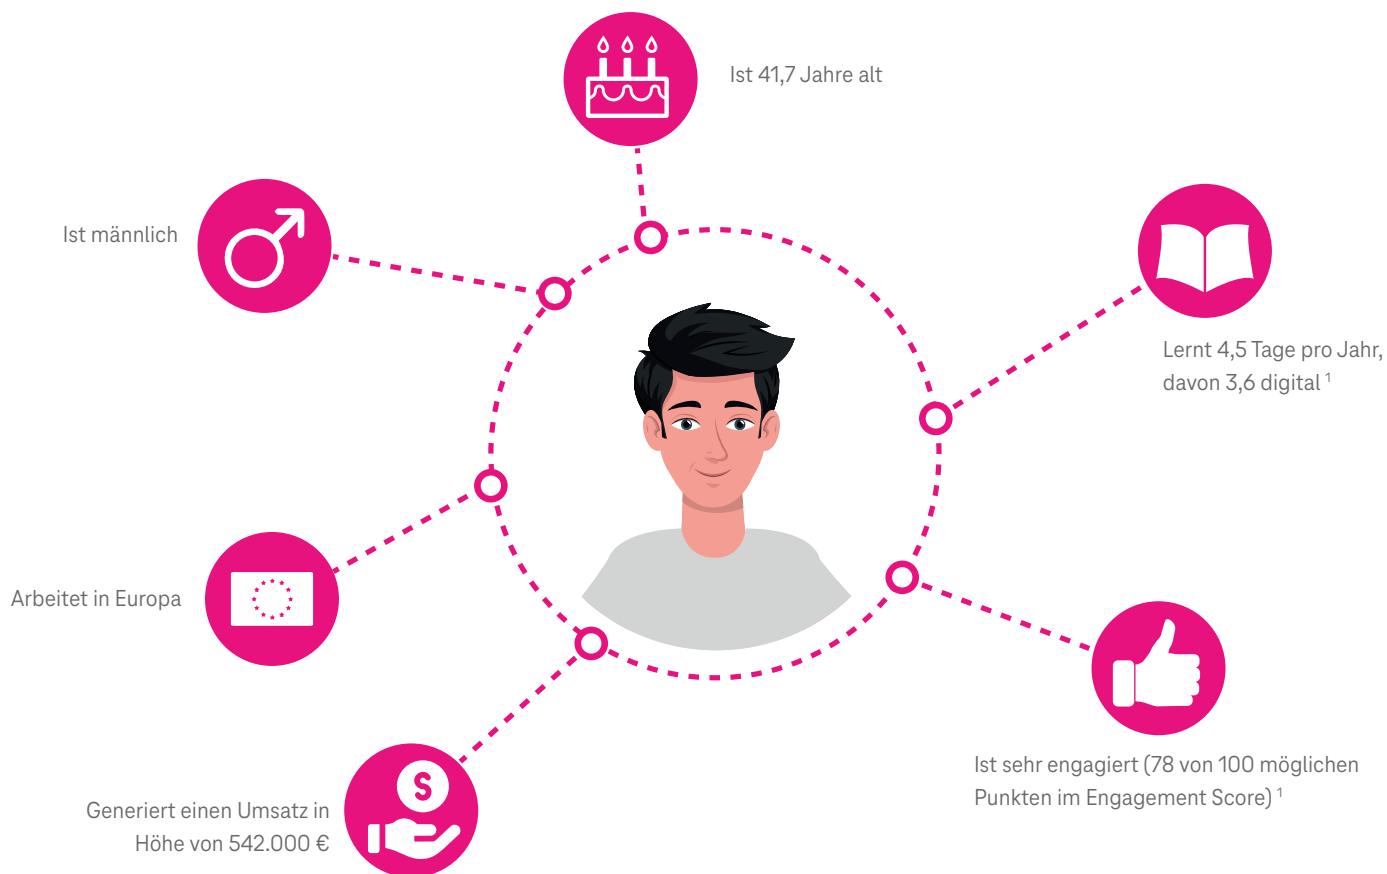 Ist 41,7 Jahre alt
Ist männlich
Lernt 4,5 Tage pro Jahr,
davon 3,6 digital ¹
Arbeitet in Europa
Ist sehr engagiert (78 von 100 möglichen
Punkten im Engagement Score) ¹
Generiert einen Umsatz in
Höhe von 542.000 €
S